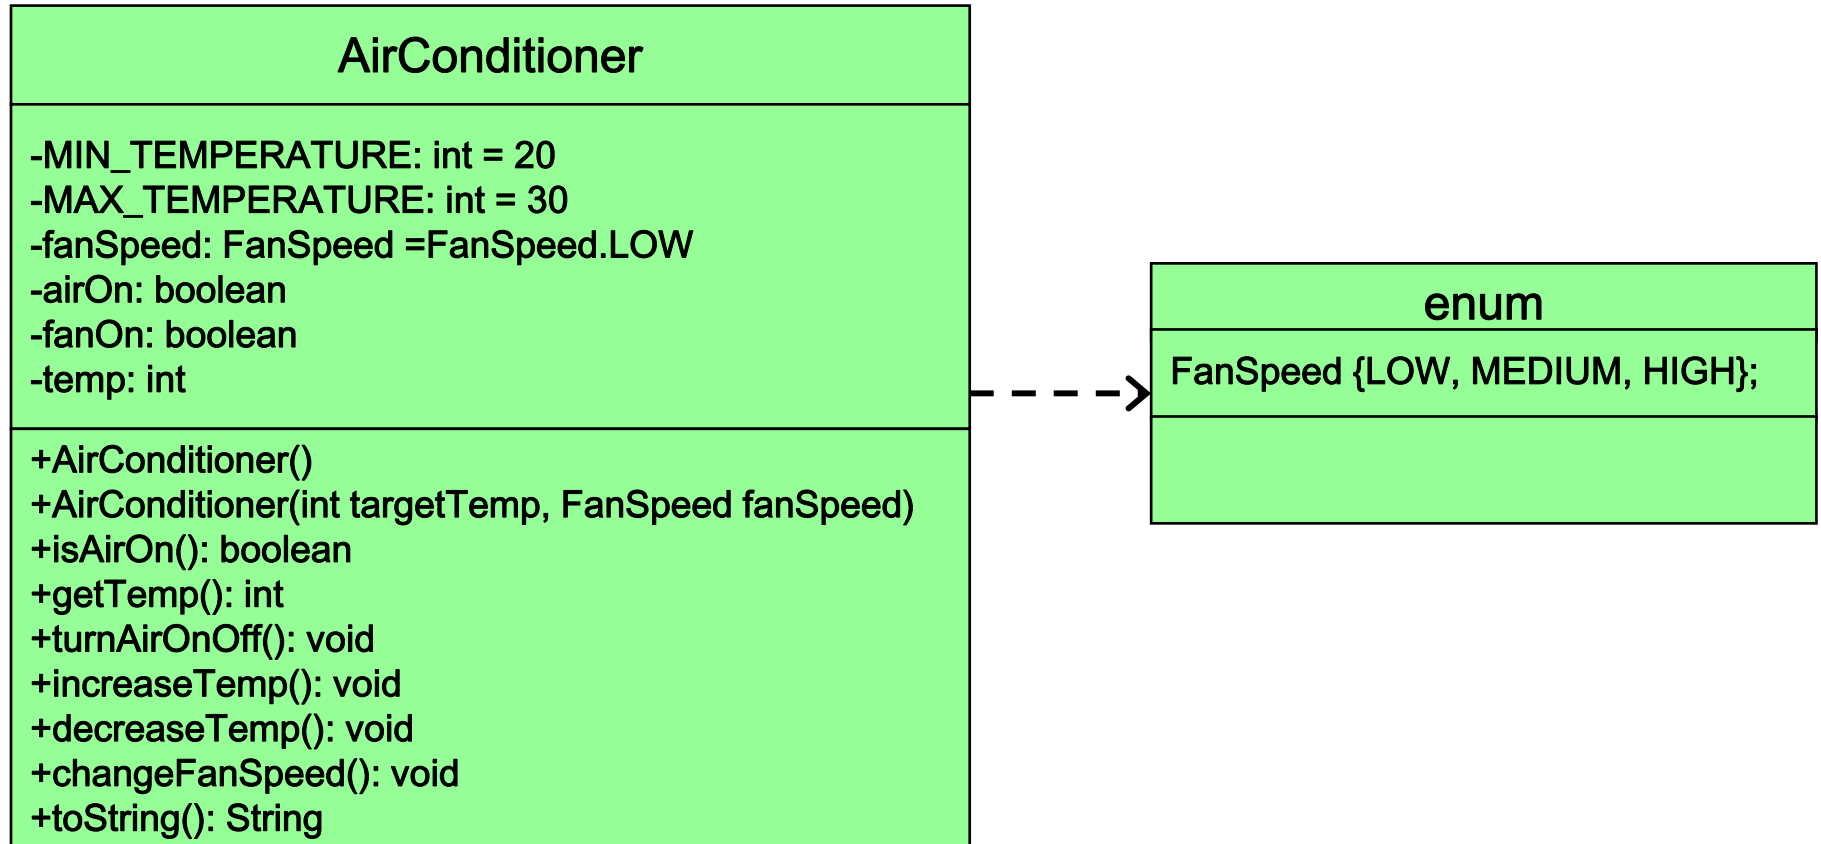 AirConditioner
-MIN_TEMPERATURE: int = 20
-MAX_TEMPERATURE: int = 30
-fanSpeed: FanSpeed =FanSpeed.LOW
-airOn: boolean
-fanOn: boolean
-temp: int
+AirConditioner()
+AirConditioner(int targetTemp, FanSpeed fanSpeed)
+isAirOn(): boolean
+getTemp(): int
+turnAirOnOff(): void
+increaseTemp(): void
+decreaseTemp(): void
+changeFanSpeed(): void
+toString(): String
enum
FanSpeed {LOW, MEDIUM, HIGH};